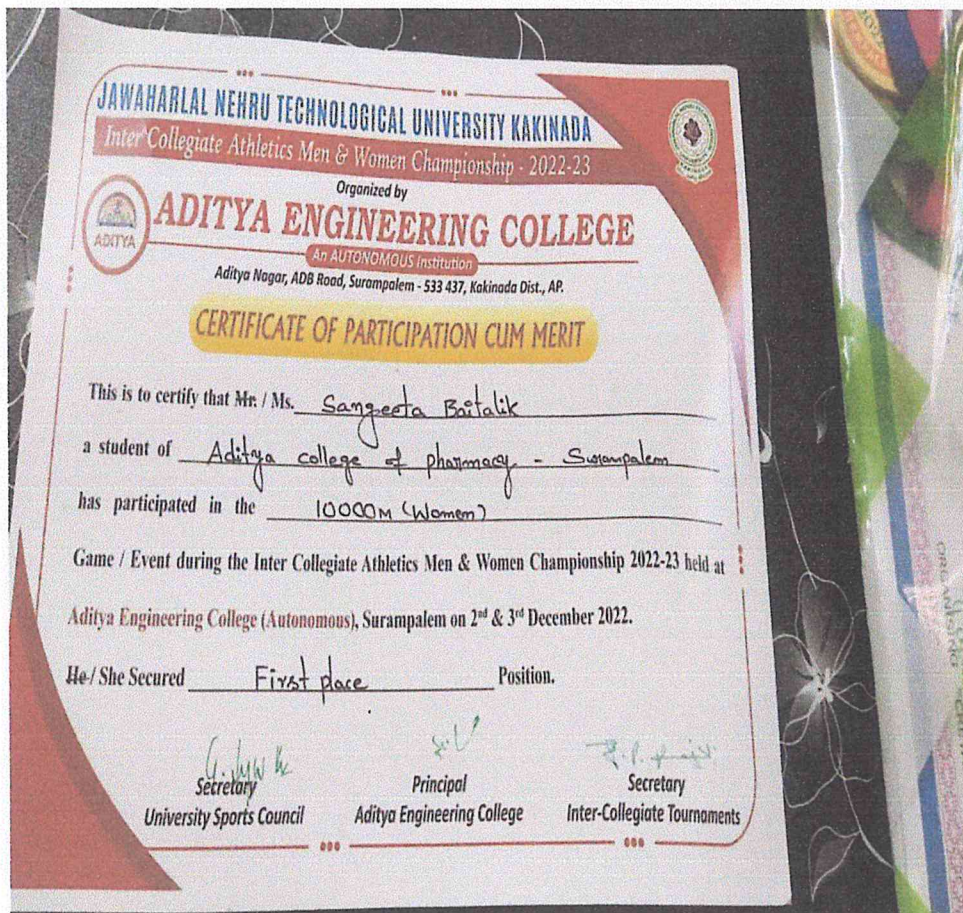 JAWAHARLAL NEHRU TECHNOLOGICAL UNIVERSITY KAKINADA
Inter Collegiate Athletics Men & Women Championship - 2022-23
Organized by
ADITYA
ADITYA ENGINEERING COLLEGE
An AUTONOMOUS Institution
Aditya Nagar, ADB Road, Surampalem - 533 437, Kakinada Dist., AP.
CERTIFICATE OF PARTICIPATION CUM MERIT
This is to certify that Mr. / Ms. Sangeeta Baitalik
a student of Aditya college of pharmacy - Surampalem
has participated in the 10000M (Women)
Game / Event during the Inter Collegiate Athletics Men & Women Championship 2022-23 held at
Aditya Engineering College (Autonomous), Surampalem on 2nd & 3rd December 2022.
He / She Secured First place Position.
Secretary
University Sports Council
Principal
Aditya Engineering College
Secretary
Inter-Collegiate Tournaments